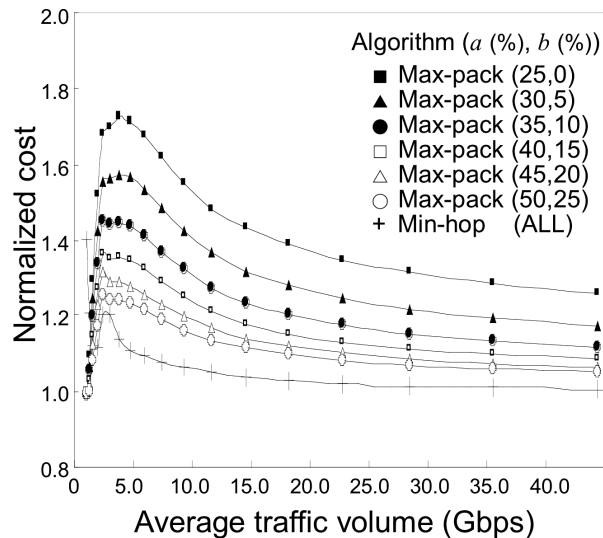 2.0
1.8
1.6
1.4
1.2
1.0
0.8
Normalized cost
Algorithm (a (%), b (%))
Max-pack (25,0)
Max-pack (30,5)
Max-pack (35,10)
Max-pack (40,15)
Max-pack (45,20)
Max-pack (50,25)
Min-hop (ALL)
0 5.0 10.0 15.0 20.0 25.0 30.0 35.0 40.0
Average traffic volume (Gbps)